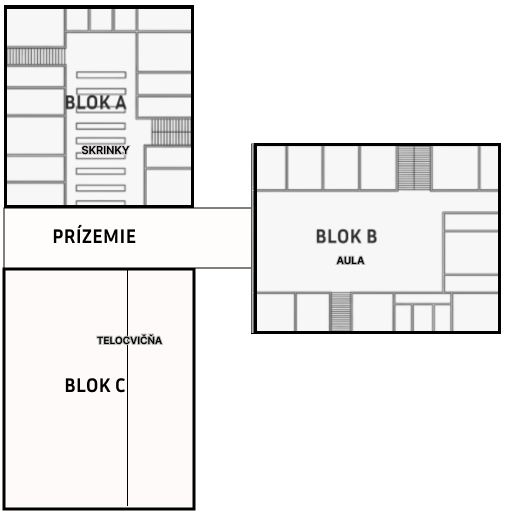 BLOK A
SKRINKY
PRÍZEMIE
BLOK B
AULA
TELOCVIČŇA
BLOK C